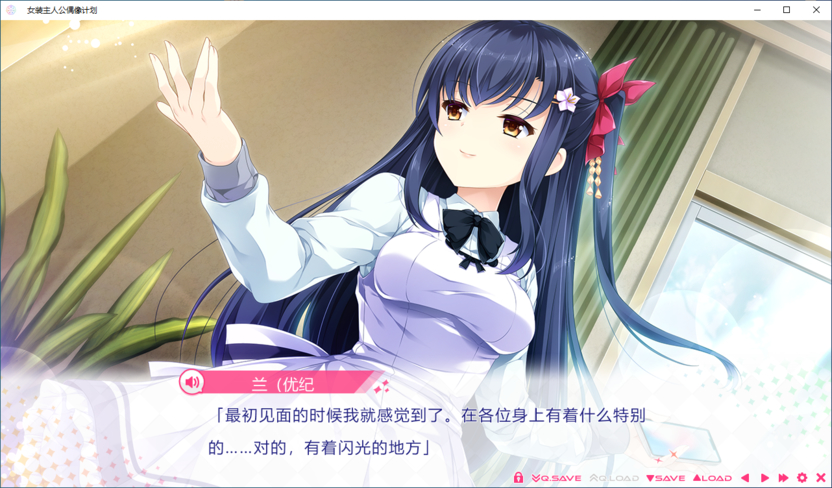 女装主人公偶像计划
兰（优纪
「最初见面的时候我就感觉到了。在各位身上有着什么特别
的……对的，有着闪光的地方」
Q.SAVE Q.LOAD SAVE LOAD